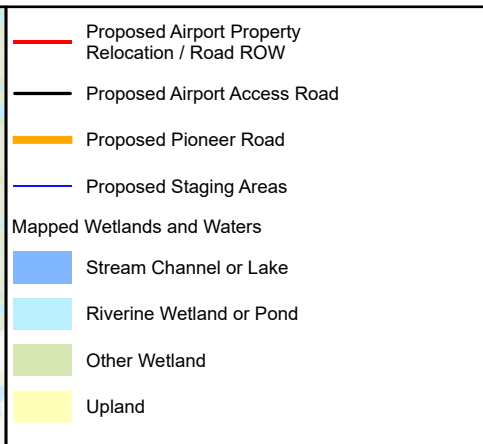 Proposed Airport Property
Relocation / Road ROW
Proposed Airport Access Road
Proposed Pioneer Road
Proposed Staging Areas
Mapped Wetlands and Waters
Stream Channel or Lake
Riverine Wetland or Pond
Other Wetland
Upland